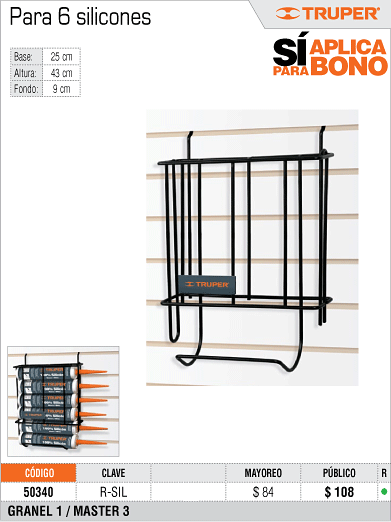 Para 6 silicones
TRUPER®
SÍ APLICA
PARA BONO
Base: 25 cm
Altura: 43 cm
Fondo: 9 cm
TRUPER®
TRUPER
CÓDIGO CLAVE MAYOREO PÚBLICO R
50340 R-SIL $ 84 $ 108
GRANEL 1 / MASTER 3